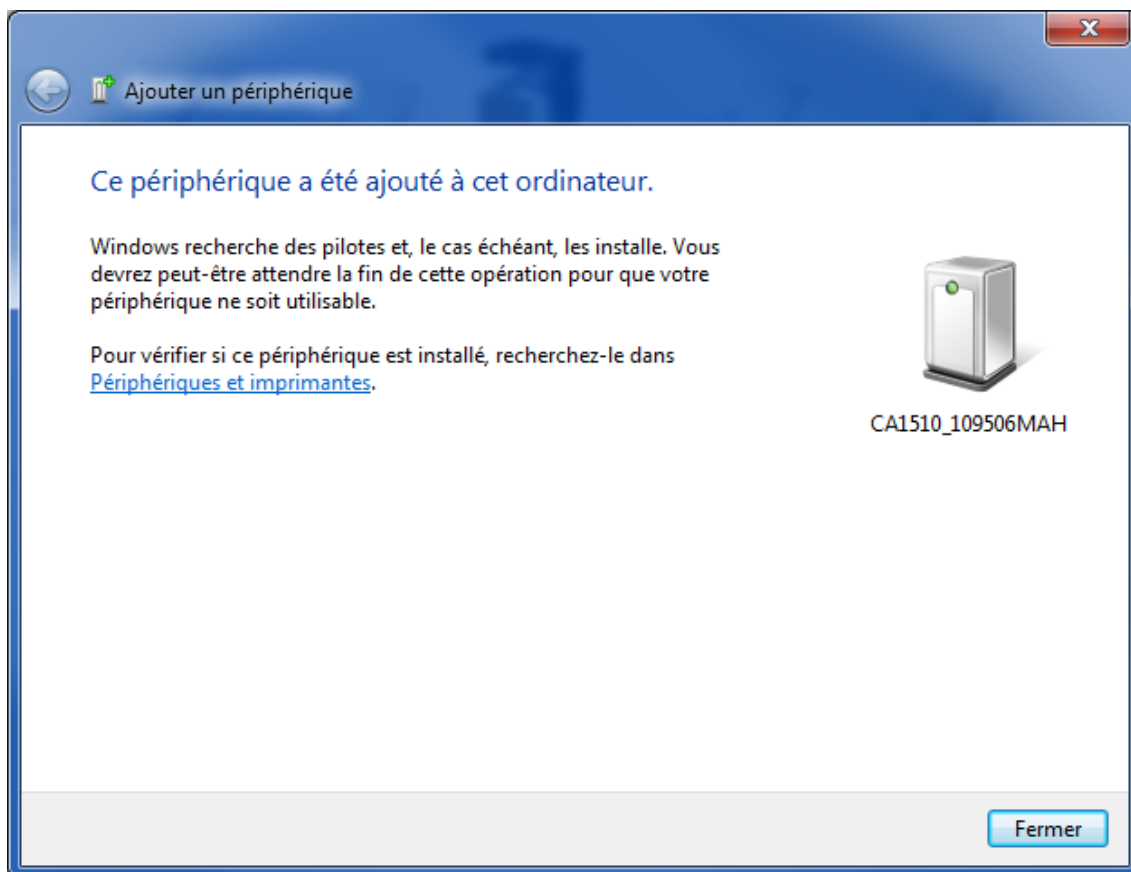 Ajouter un périphérique
Ce périphérique a été ajouté à cet ordinateur.
Windows recherche des pilotes et, le cas échéant, les installe. Vous
devrez peut-être attendre la fin de cette opération pour que votre
périphérique ne soit utilisable.
Pour vérifier si ce périphérique est installé, recherchez-le dans
Périphériques et imprimantes.
CA1510_109506MAH
Fermer